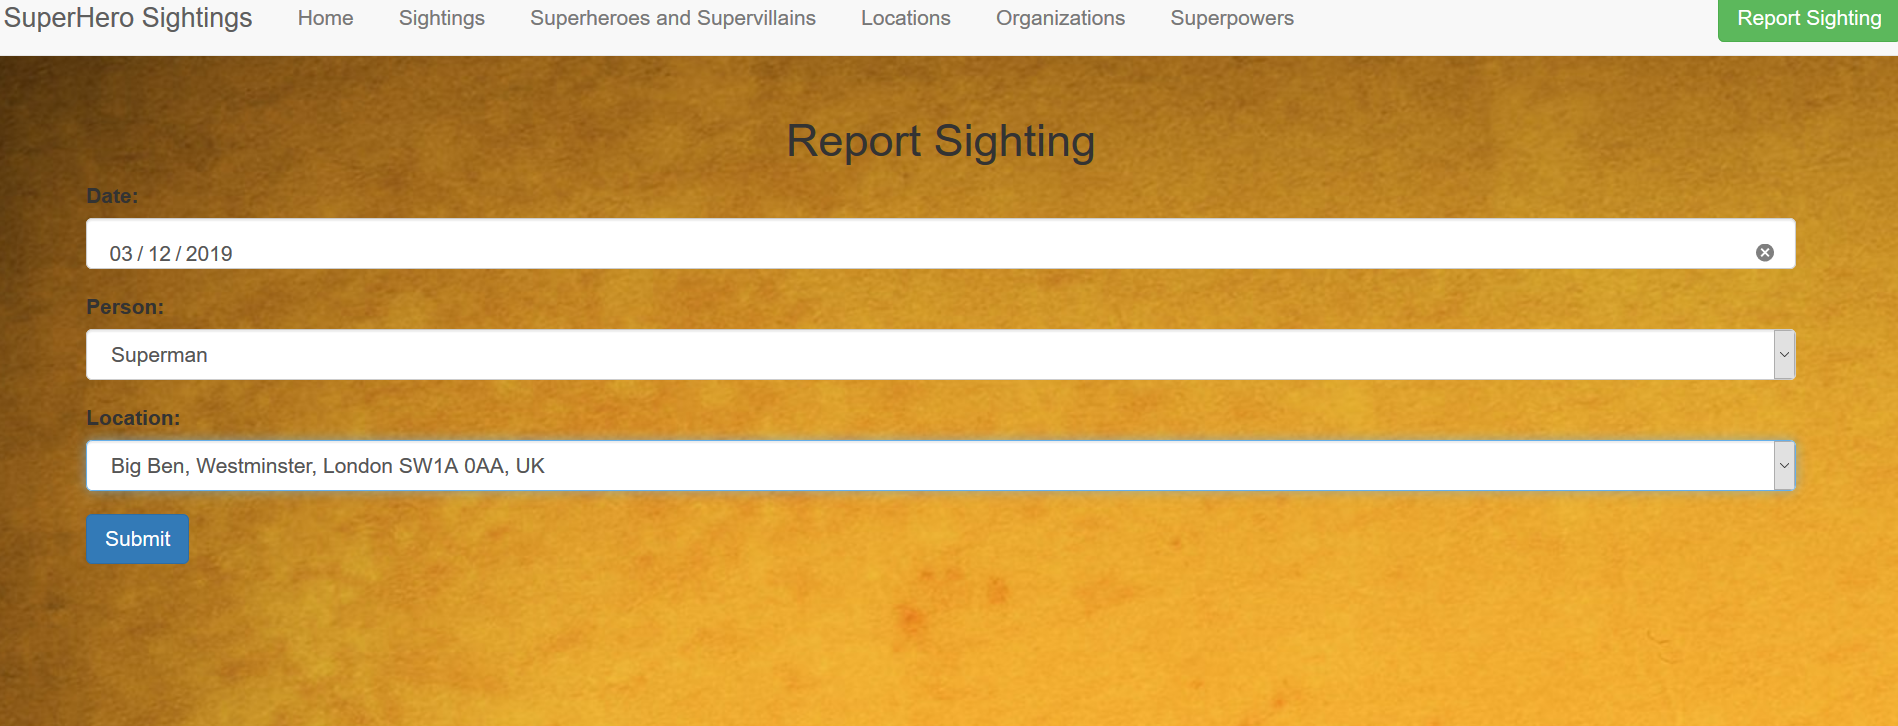 SuperHero Sightings Home Sightings Superheroes and Supervillains Locations Organizations Superpowers Report Sighting
Report Sighting
Date:
03 / 12 / 2019
Person:
Superman
Location:
Big Ben, Westminster, London SW1A 0AA, UK
Submit